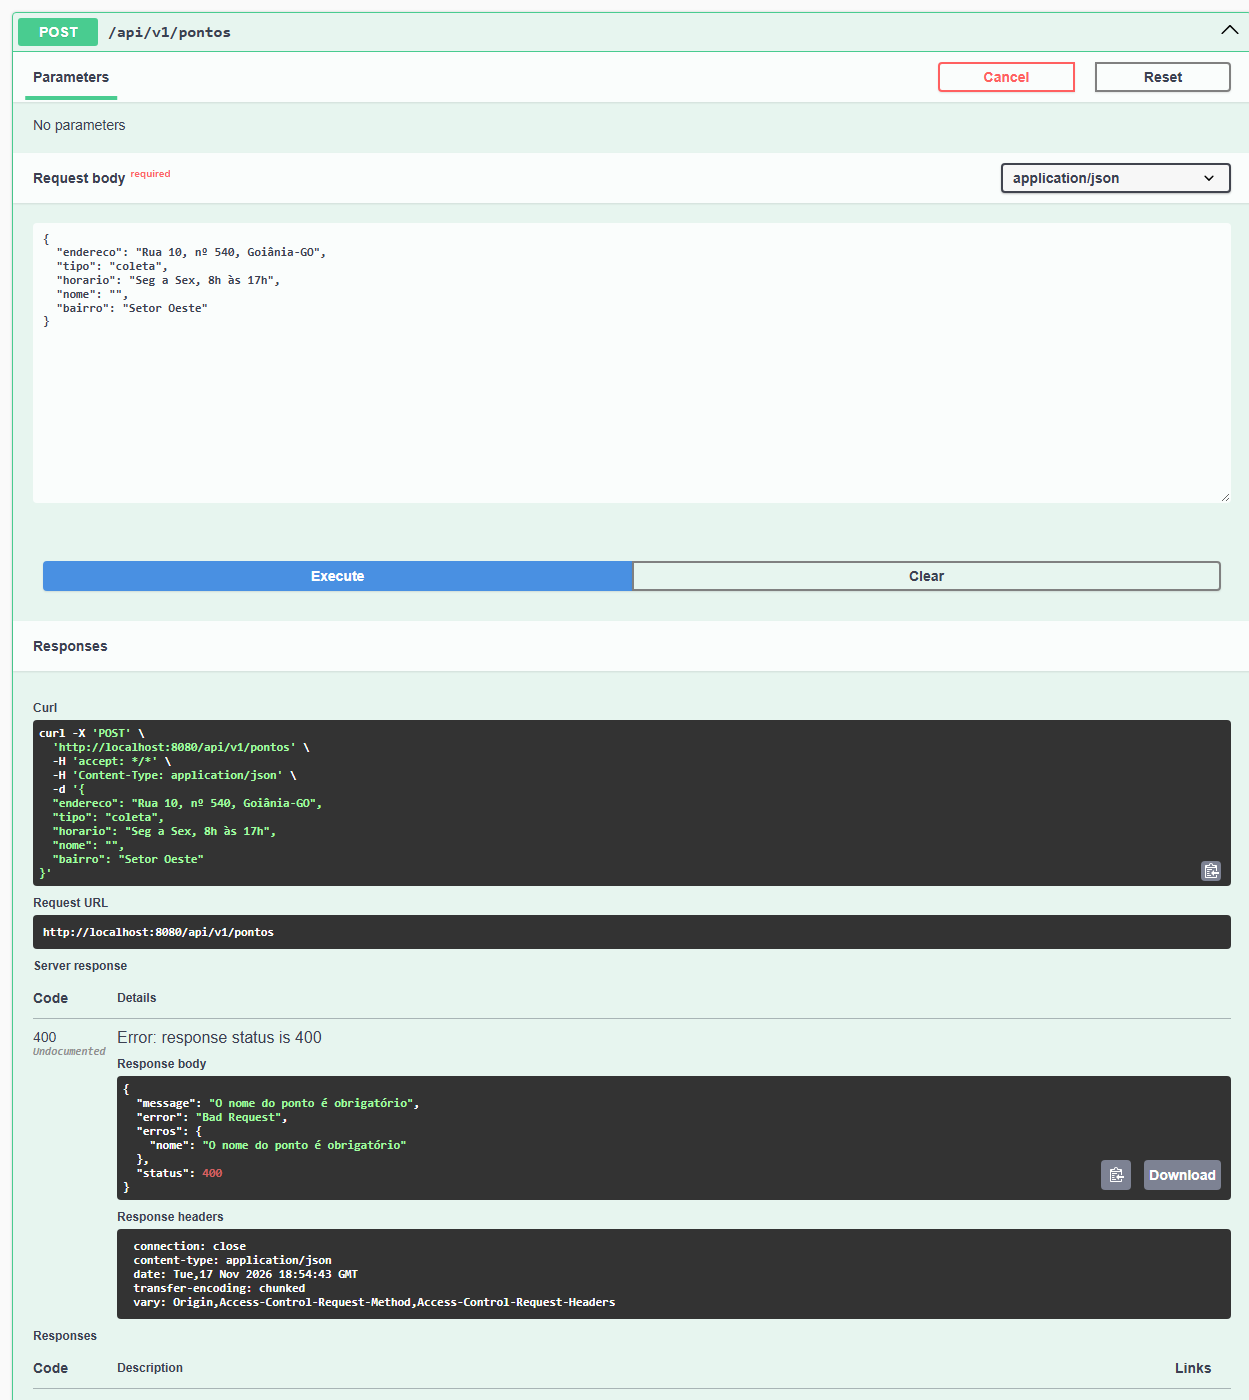 POST /api/v1/pontos
Parameters
Cancel
Reset
No parameters
Request body required
application/json
{
  "endereco": "Rua 10, nº 540, Goiânia-GO",
  "tipo": "coleta",
  "horario": "Seg a Sex, 8h às 17h",
  "nome": "",
  "bairro": "Setor Oeste"
}
Execute
Clear
Responses
Curl
curl -X 'POST' \
  'http://localhost:8080/api/v1/pontos' \
  -H 'accept: */*' \
  -H 'Content-Type: application/json' \
  -d '{
  "endereco": "Rua 10, nº 540, Goiânia-GO",
  "tipo": "coleta",
  "horario": "Seg a Sex, 8h às 17h",
  "nome": "",
  "bairro": "Setor Oeste"
}'
Request URL
http://localhost:8080/api/v1/pontos
Server response
Code Details
400 Error: response status is 400
Undocumented
Response body
{
  "message": "O nome do ponto é obrigatório",
  "error": "Bad Request",
  "erros": {
    "nome": "O nome do ponto é obrigatório"
  },
  "status": 400
}
Download
Response headers
connection: close
content-type: application/json
date: Tue,17 Nov 2026 18:54:43 GMT
transfer-encoding: chunked
vary: Origin,Access-Control-Request-Method,Access-Control-Request-Headers
Responses
Code Description Links